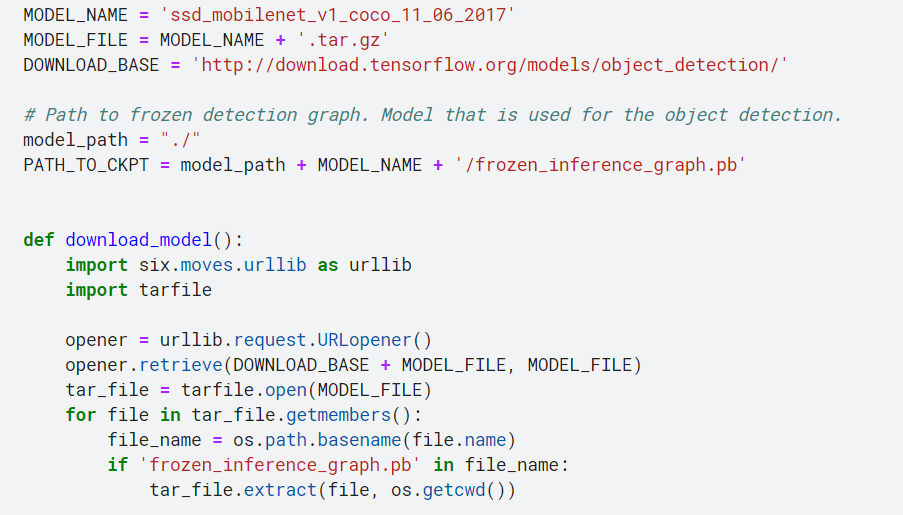 MODEL_NAME = 'ssd_mobilenet_v1_coco_11_06_2017'
MODEL_FILE = MODEL_NAME + '.tar.gz'
DOWNLOAD_BASE = 'http://download.tensorflow.org/models/object_detection/'

# Path to frozen detection graph. Model that is used for the object detection.
model_path = "./"
PATH_TO_CKPT = model_path + MODEL_NAME + '/frozen_inference_graph.pb'


def download_model():
    import six.moves.urllib as urllib
    import tarfile

    opener = urllib.request.URLopener()
    opener.retrieve(DOWNLOAD_BASE + MODEL_FILE, MODEL_FILE)
    tar_file = tarfile.open(MODEL_FILE)
    for file in tar_file.getmembers():
        file_name = os.path.basename(file.name)
        if 'frozen_inference_graph.pb' in file_name:
            tar_file.extract(file, os.getcwd())